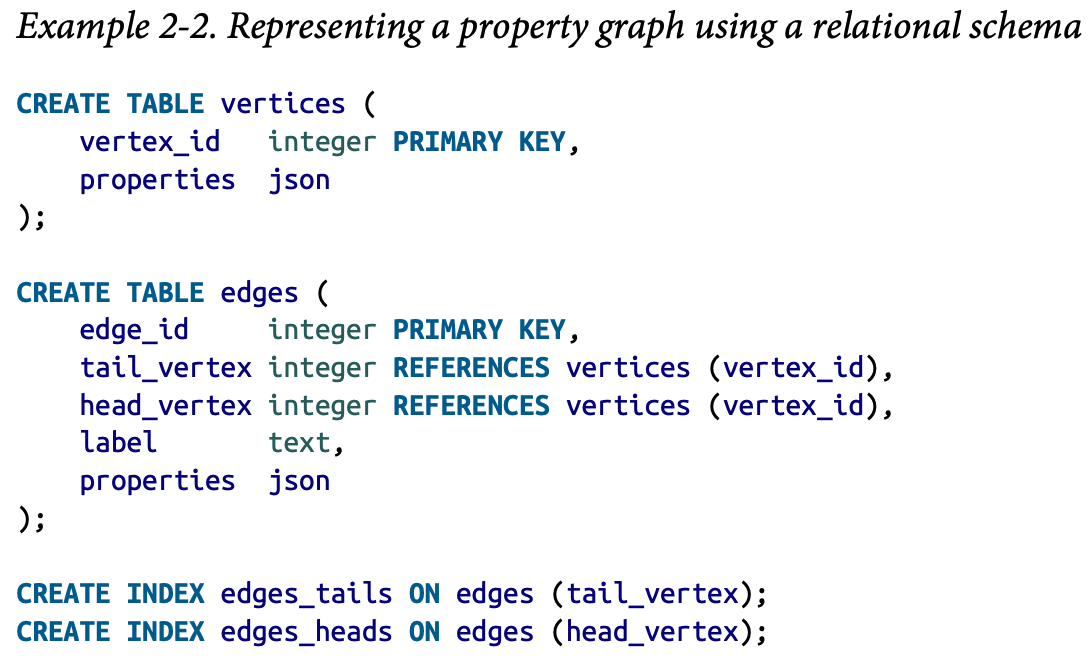 Example 2-2. Representing a property graph using a relational schema
CREATE TABLE vertices (
    vertex_id   integer PRIMARY KEY,
    properties  json
);
CREATE TABLE edges (
    edge_id     integer PRIMARY KEY,
    tail_vertex integer REFERENCES vertices (vertex_id),
    head_vertex integer REFERENCES vertices (vertex_id),
    label       text,
    properties  json
);
CREATE INDEX edges_tails ON edges (tail_vertex);
CREATE INDEX edges_heads ON edges (head_vertex);